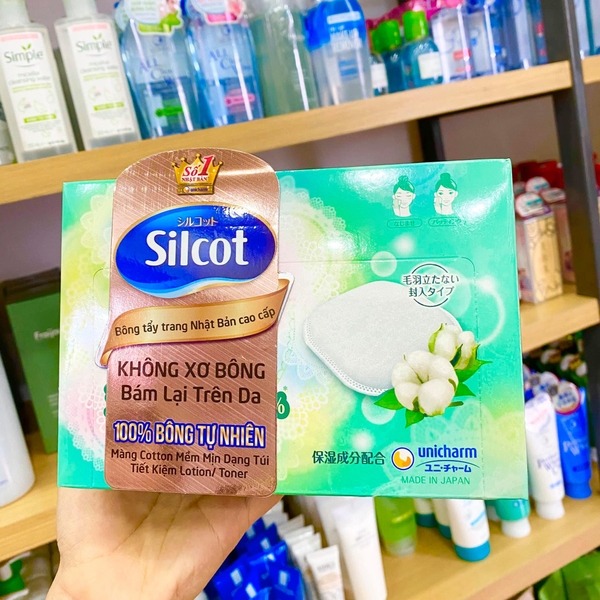 Simple
Số 1
NHẬT BẢN
シルコット
Silcot
Bông tẩy trang Nhật Bản cao cấp
KHÔNG XƠ BÔNG
Bám Lại Trên Da
100% BÔNG TỰ NHIÊN
Màng Cotton Mềm Mịn Dạng Túi
Tiết Kiệm Lotion/ Toner
毛羽立たない
封入タイプ
%
保湿成分配合
unicharm
ユニ・チャーム
MADE IN JAPAN